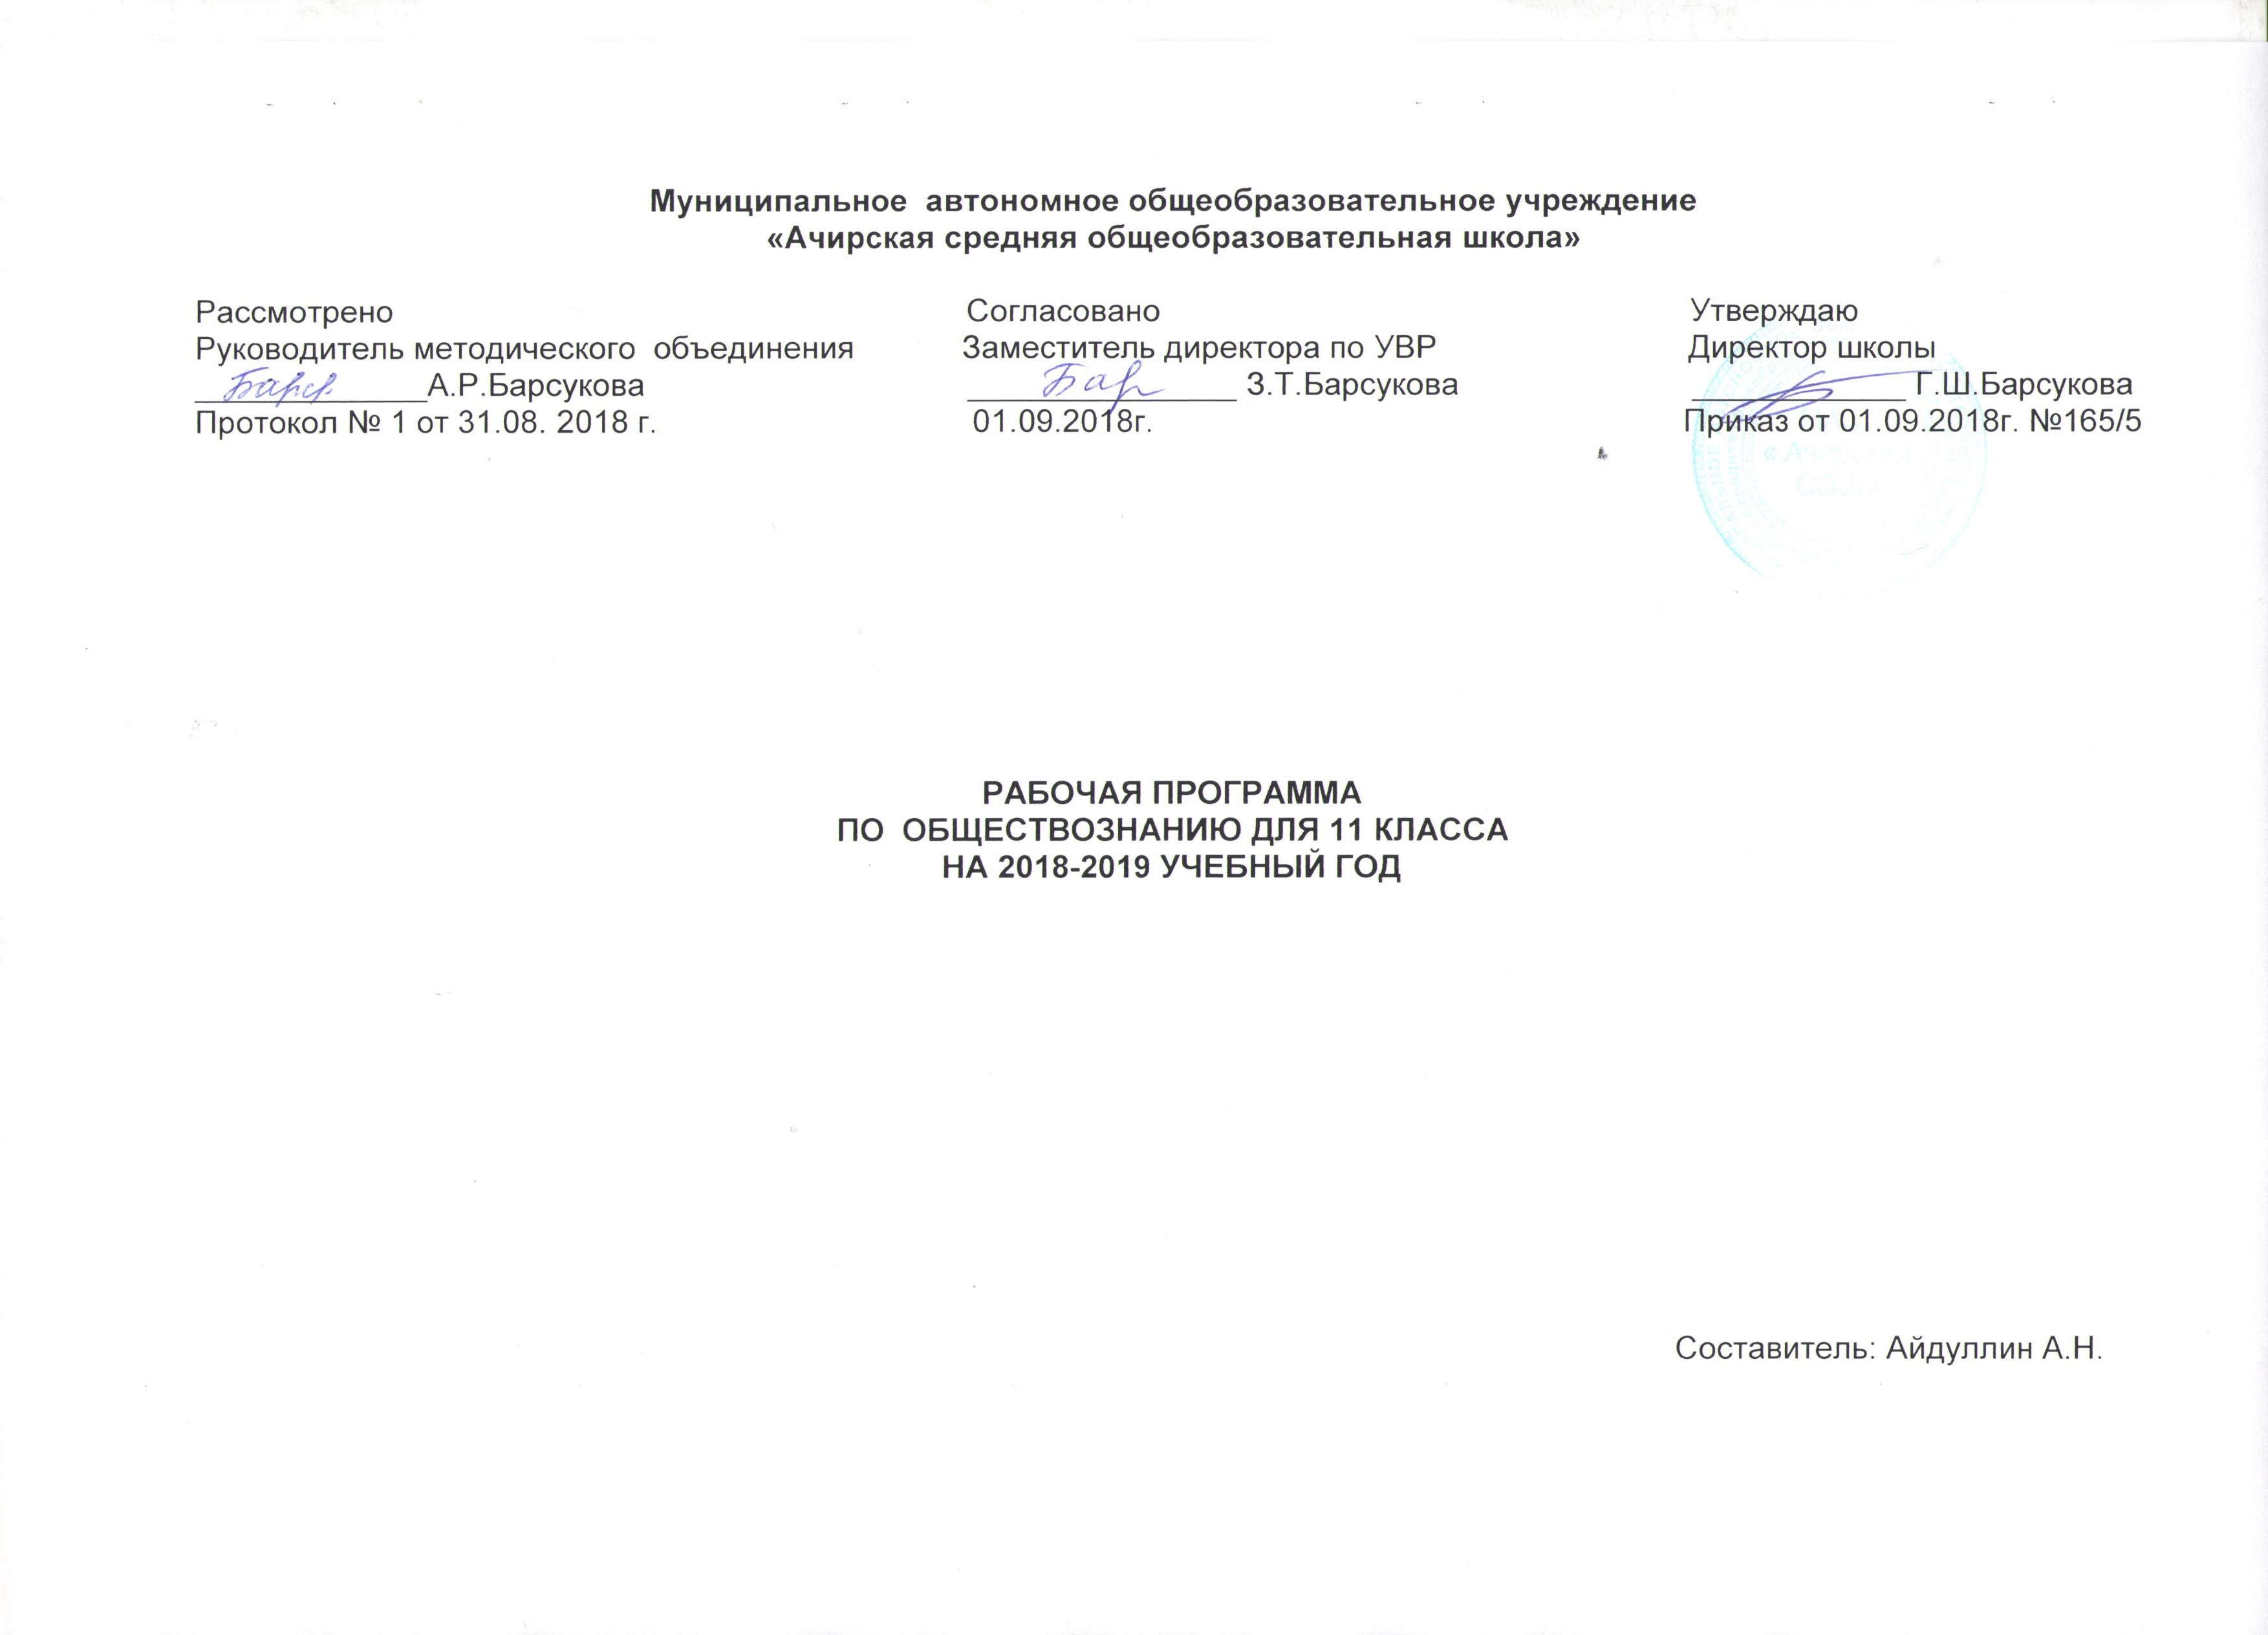 Муниципальное автономное общеобразовательное учреждение
«Ачирская средняя общеобразовательная школа»
Рассмотрено
Руководитель методического объединения
_____________А.Р.Барсукова
Протокол № 1 от 31.08. 2018 г.
Согласовано
Заместитель директора по УВР
_______________ З.Т.Барсукова
01.09.2018г.
Утверждаю
Директор школы
____________ Г.Ш.Барсукова
Приказ от 01.09.2018г. №165/5
РАБОЧАЯ ПРОГРАММА
ПО ОБЩЕСТВОЗНАНИЮ ДЛЯ 11 КЛАССА
НА 2018-2019 УЧЕБНЫЙ ГОД
Составитель: Айдуллин А.Н.